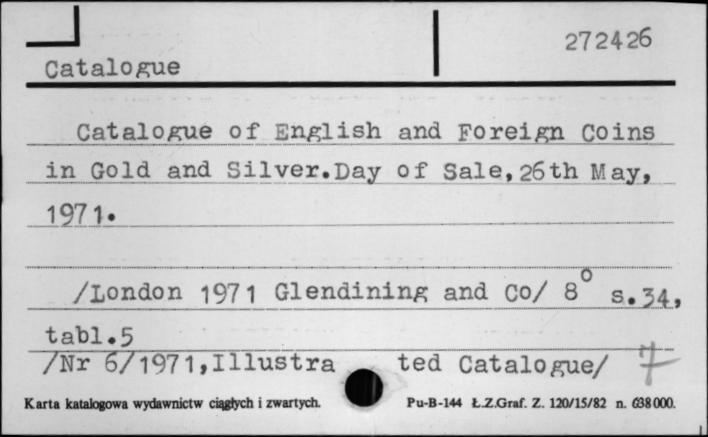 272426
Catalogue
Catalogue of English and Foreign Coins
in Gold and Silver. Day of Sale, 26th May,
1971.
/London 1971 Glendining and Co/ 8° s.34,
tabl.5
/Nr 6/1971, Illustra ted Catalogue/ 7
Karta katalogowa wydawnictw ciągłych i zwartych. Pu-B-144 Ł.Z.Graf. Z. 120/15/82 n. 638000.